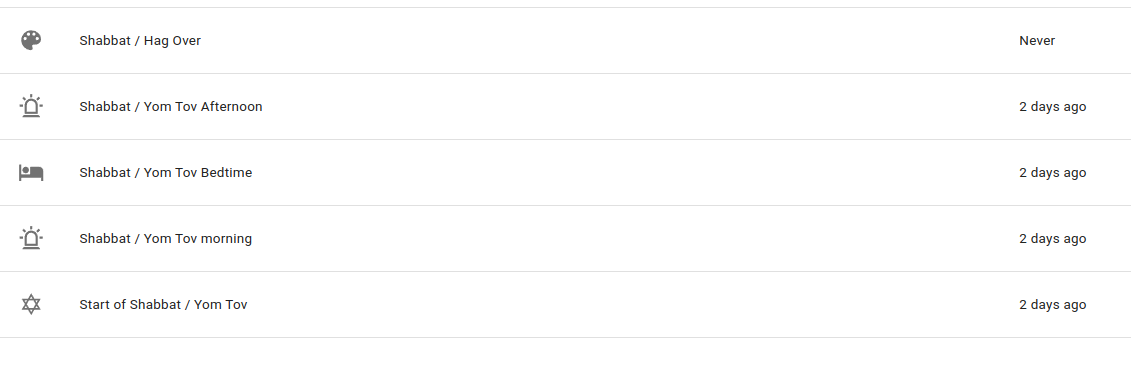 Shabbat / Hag Over Never
Shabbat / Yom Tov Afternoon 2 days ago
Shabbat / Yom Tov Bedtime 2 days ago
Shabbat / Yom Tov morning 2 days ago
Start of Shabbat / Yom Tov 2 days ago